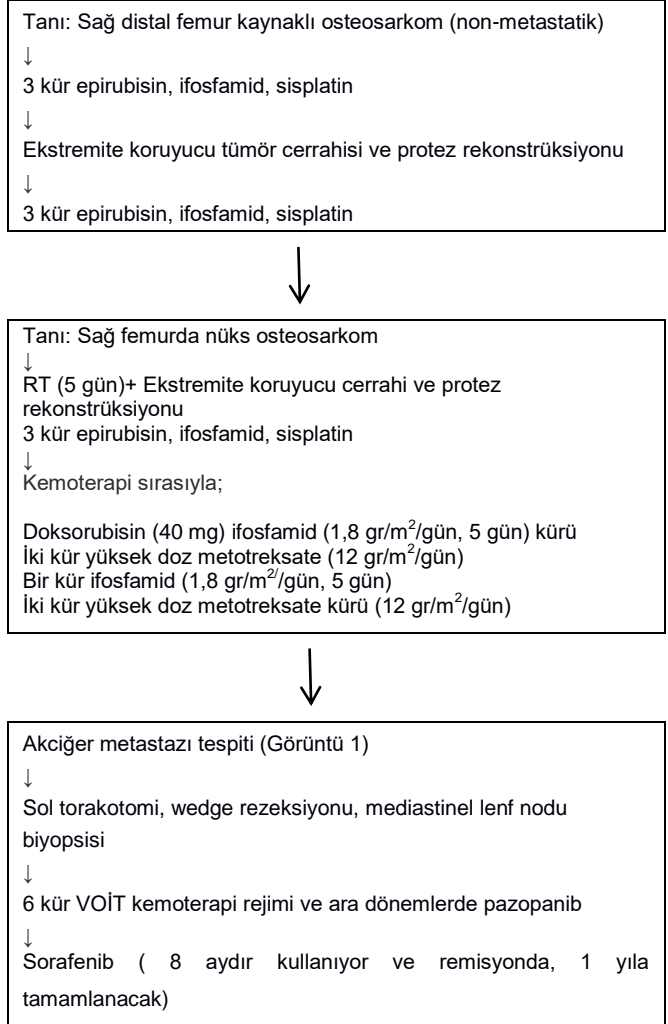 Tanı: Sağ distal femur kaynaklı osteosarkom (non-metastatik)
↓
3 kür epirubisin, ifosfamid, sisplatin
↓
Ekstremite koruyucu tümör cerrahisi ve protez rekonstrüksiyonu
↓
3 kür epirubisin, ifosfamid, sisplatin
Tanı: Sağ femurda nüks osteosarkom
↓
RT (5 gün)+ Ekstremite koruyucu cerrahi ve protez
rekonstrüksiyonu
3 kür epirubisin, ifosfamid, sisplatin
↓
Kemoterapi sırasıyla;
Doksorubisin (40 mg) ifosfamid (1,8 gr/m²/gün, 5 gün) kürü
İki kür yüksek doz metotreksate (12 gr/m²/gün)
Bir kür ifosfamid (1,8 gr/m²/gün, 5 gün)
İki kür yüksek doz metotreksate kürü (12 gr/m²/gün)
Akciğer metastazı tespiti (Görüntü 1)
↓
Sol torakotomi, wedge rezeksiyonu, mediastinel lenf nodu
biyopsisi
↓
6 kür VOİT kemoterapi rejimi ve ara dönemlerde pazopanib
↓
Sorafenib ( 8 aydır kullanıyor ve remisyonda, 1 yıla
tamamlanacak)